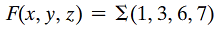 F(x, y, z) = Σ(1, 3, 6, 7)